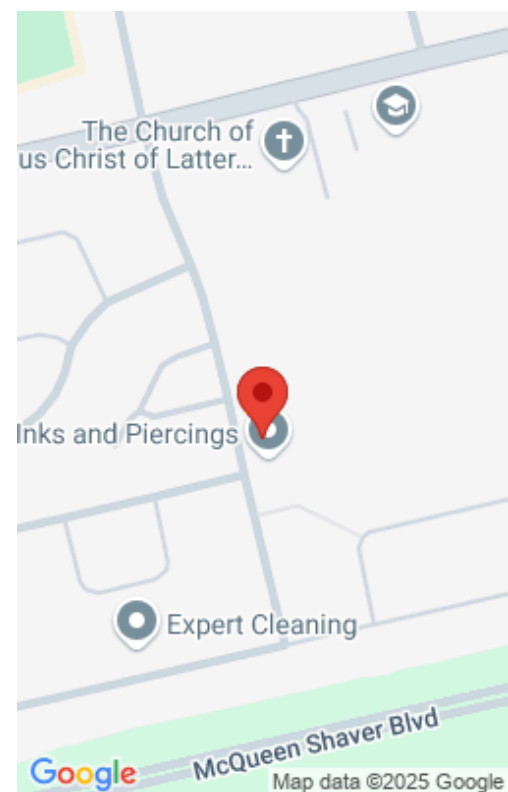 The Church of
us Christ of Latter...
Inks and Piercings
Expert Cleaning
McQueen Shaver Blvd
Google
Map data ©2025 Google